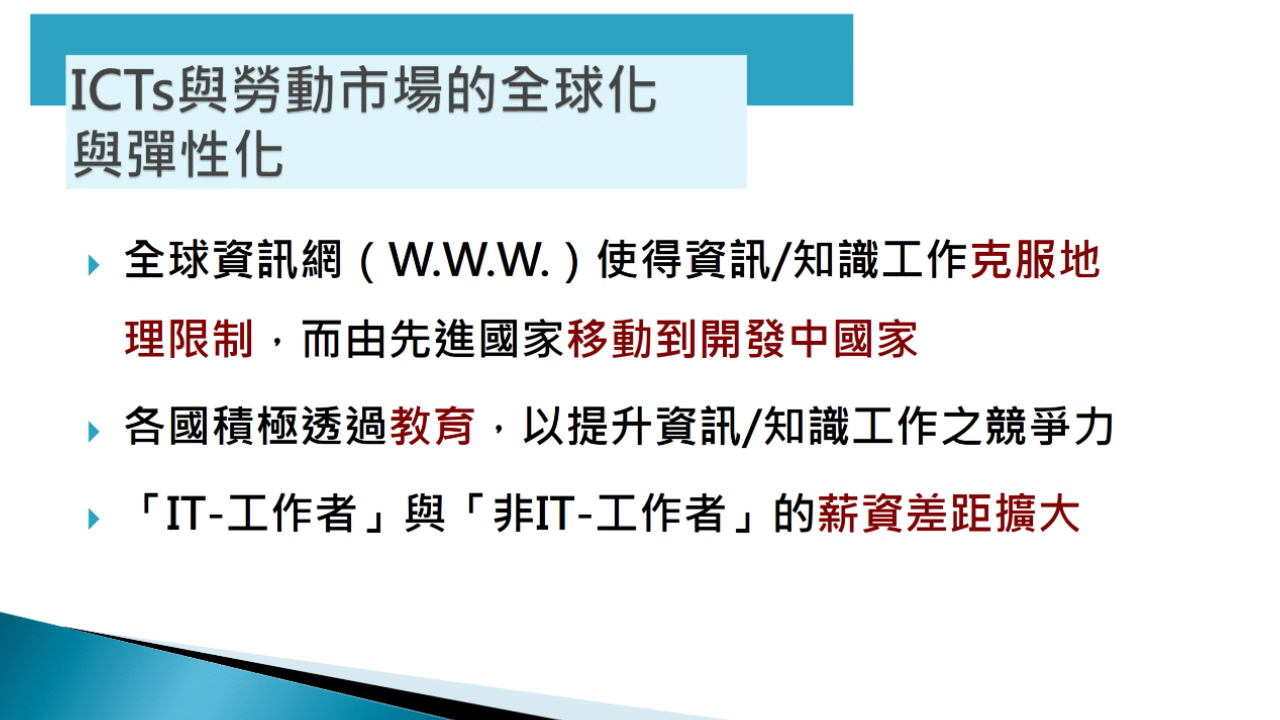 ICTs與勞動市場的全球化
與彈性化
全球資訊網（W.W.W.）使得資訊/知識工作克服地
理限制，而由先進國家移動到開發中國家
各國積極透過教育，以提升資訊/知識工作之競爭力
「IT-工作者」與「非IT-工作者」的薪資差距擴大